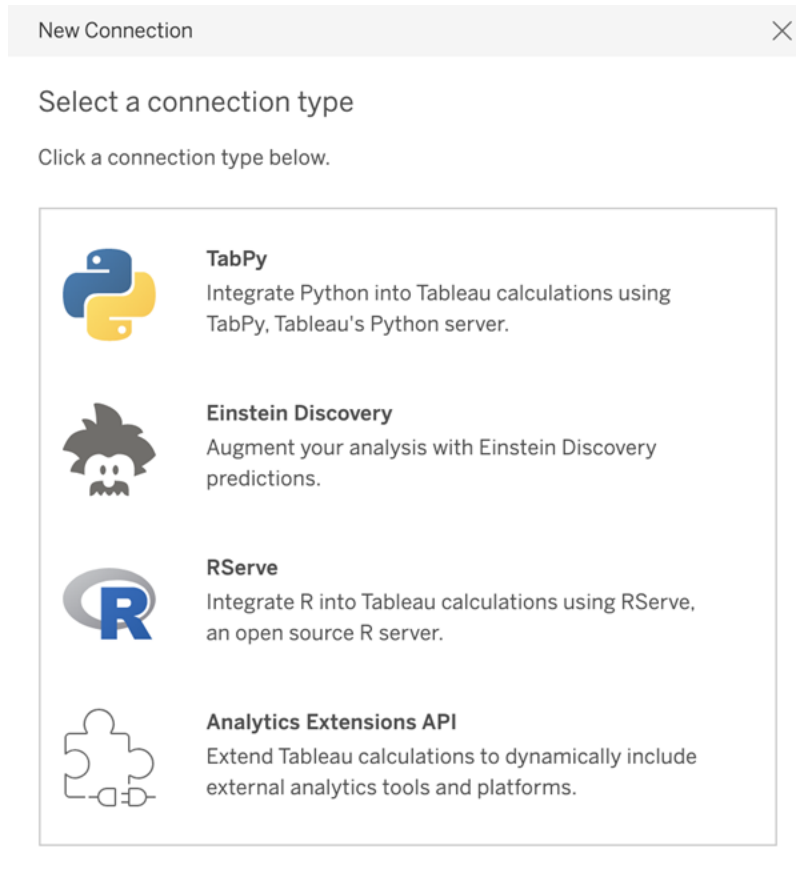 New Connection
Select a connection type
Click a connection type below.
TabPy
Integrate Python into Tableau calculations using
TabPy, Tableau's Python server.
Einstein Discovery
Augment your analysis with Einstein Discovery
predictions.
R
RServe
Integrate R into Tableau calculations using RServe,
an open source R server.
Analytics Extensions API
Extend Tableau calculations to dynamically include
external analytics tools and platforms.